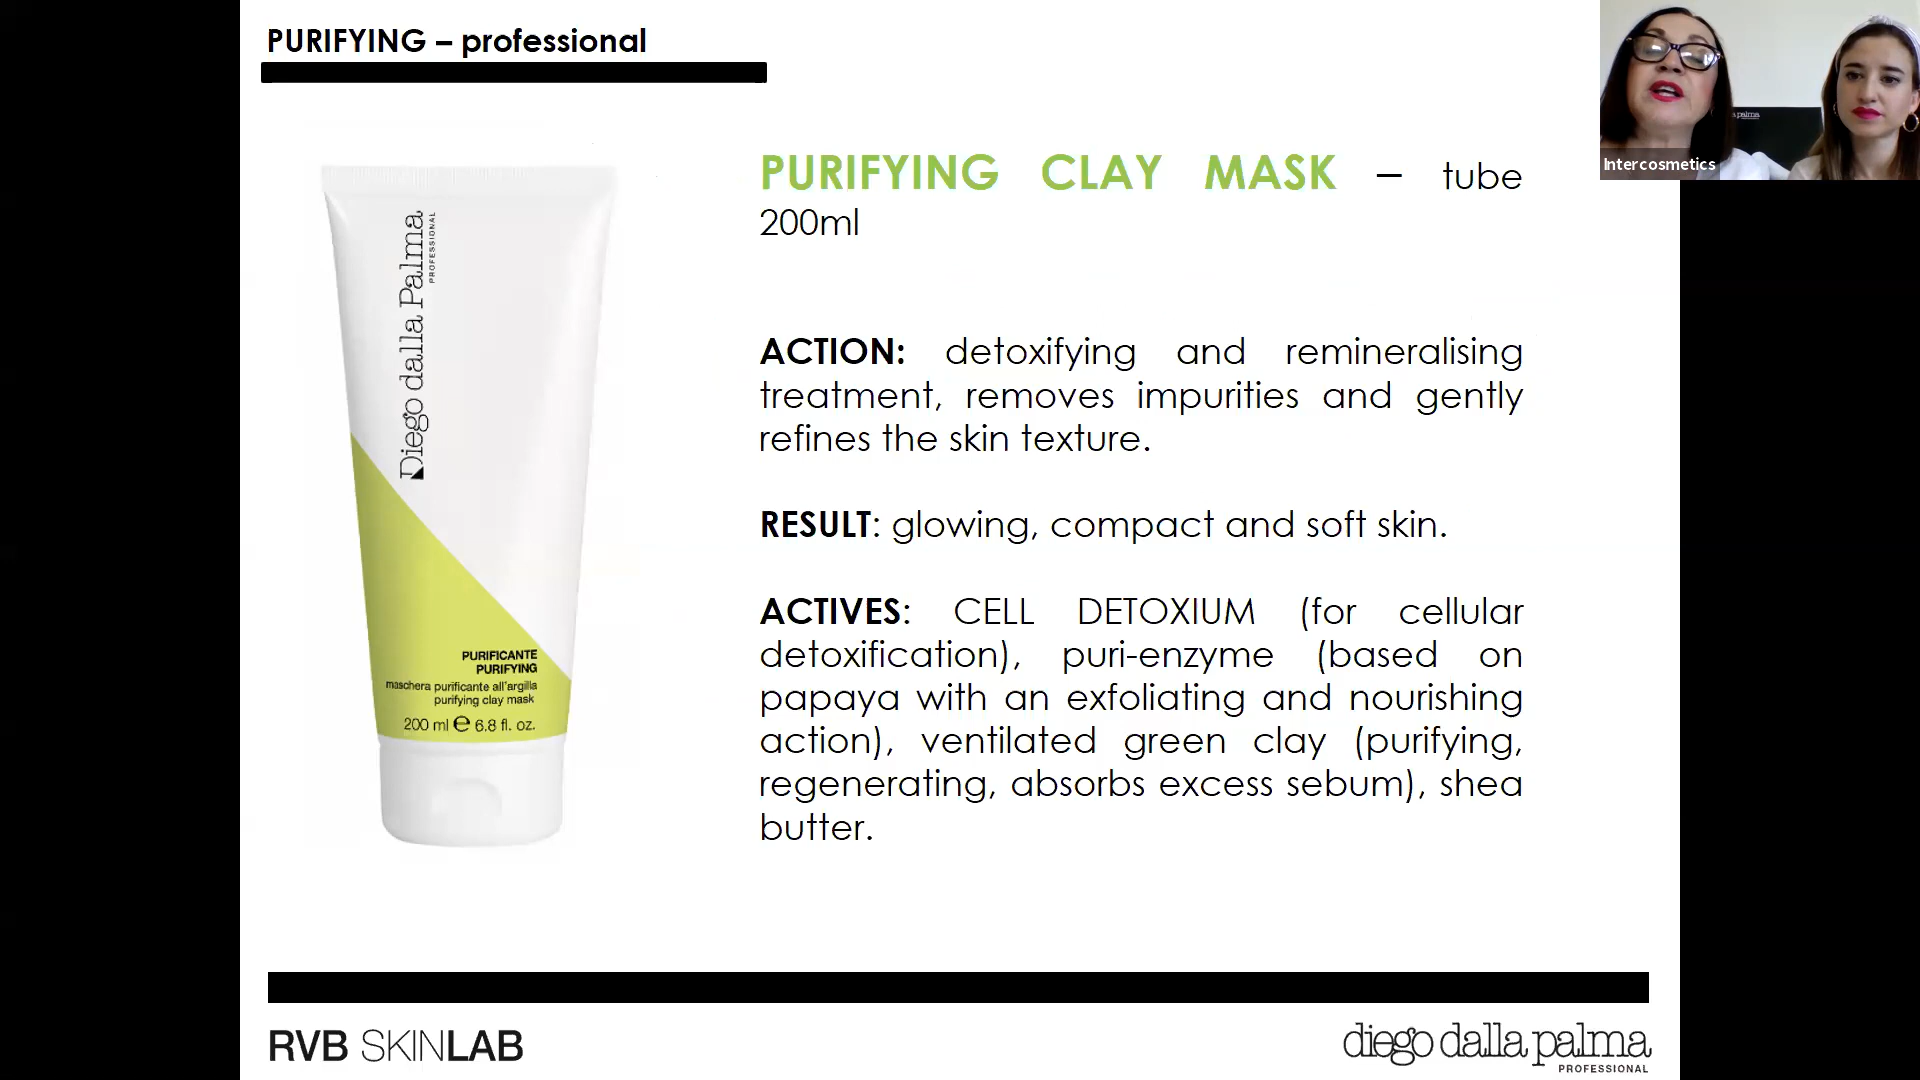 PURIFYING – professional
PURIFYING CLAY MASK – tube
200ml
ACTION: detoxifying and remineralising
treatment, removes impurities and gently
refines the skin texture.
RESULT: glowing, compact and soft skin.
ACTIVES: CELL DETOXIUM (for cellular
detoxification), puri-enzyme (based on
papaya with an exfoliating and nourishing
action), ventilated green clay (purifying,
regenerating, absorbs excess sebum), shea
butter.
Diego dalla Palma
PROFESSIONAL
PURIFICANTE
PURIFYING
maschera purificante all'argilla
purifying clay mask
200 ml e 6.8 fl. oz.
RVB SKINLAB
diego dalla palma
PROFESSIONAL
a palma
Intercosmetics